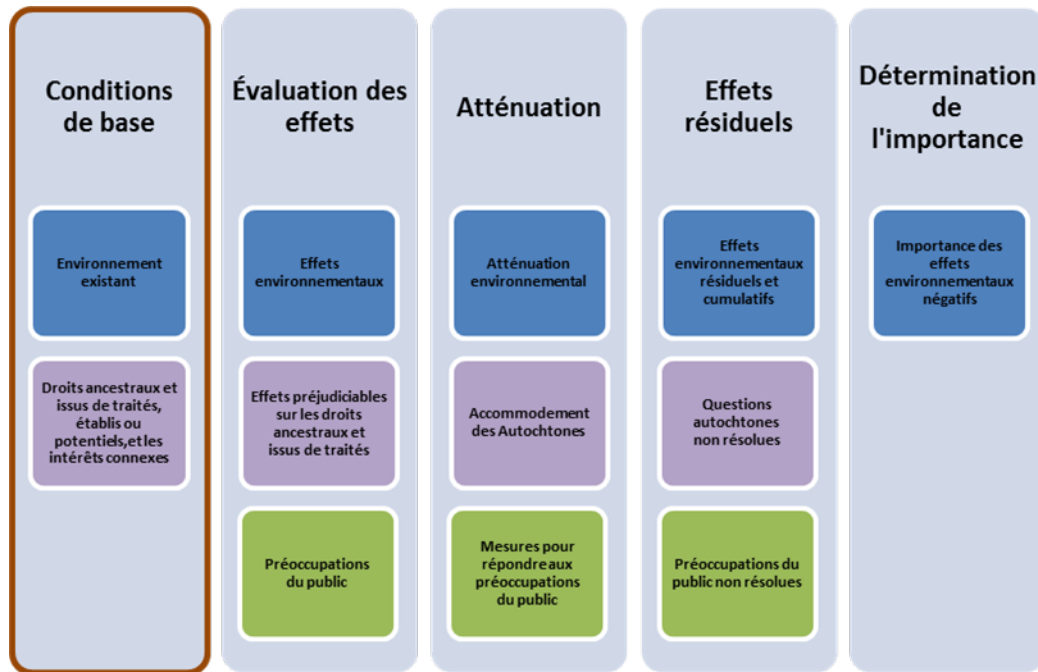 Conditions
de base
Environnement
existant
Droits ancestraux et
issus de traités,
établis ou
potentiels,et les
intérêts connexes
Évaluation des
effets
Effets
environnementaux
Effets préjudiciables
sur les droits
ancestraux et
issus de traités
Préoccupations
du public
Atténuation
Atténuation
environnemental
Accommodement
des Autochtones
Mesures pour
répondre aux
préoccupations
du public
Effets
résiduels
Effets
environnementaux
résiduels et
cumulatifs
Questions
autochtones
non résolues
Préoccupations du
public non résolues
Détermination
de
l'importance
Importance des
effets
environnementaux
négatifs